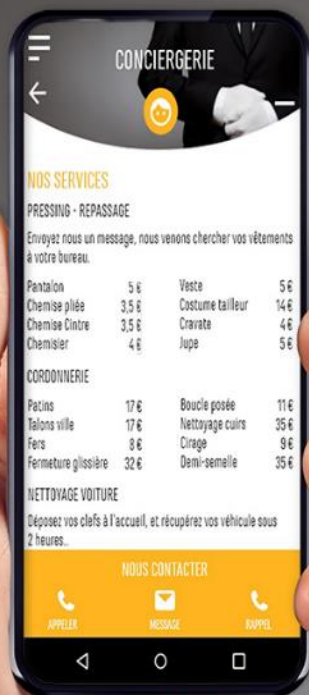 CONCIERGERIE
NOS SERVICES
PRESSING - REPASSAGE
Envoyez nous un message, nous venons chercher vos vêtements
à votre bureau.
Pantalon 5 € Veste 5 €
Chemise pliée 3,5 € Costume tailleur 14 €
Chemise Cintre 3,5 € Cravate 4 €
Chemisier 4 € Jupe 5 €
CORDONNERIE
Patins 17 € Boucle posée 11 €
Talons ville 17 € Nettoyage cuirs 35 €
Fers 8 € Cirage 9 €
Fermeture glissière 32 € Demi-semelle 35 €
NETTOYAGE VOITURE
Déposez vos clefs à l'accueil, et récupérez vos véhicule sous
2 heures..
NOUS CONTACTER
APPELER MESSAGE RAPPEL